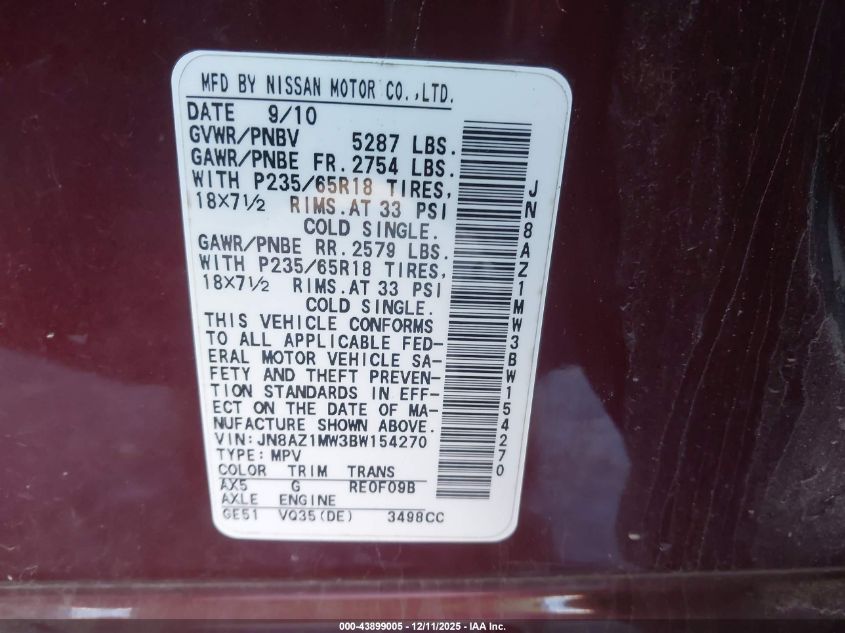 MFD BY NISSAN MOTOR CO.,LTD.
DATE 9/10
GVWR/PNBV 5287 LBS.
GAWR/PNBE FR. 2754 LBS.
WITH P235/65R18 TIRES,
18×7½ RIMS.AT 33 PSI
COLD SINGLE.
GAWR/PNBE RR. 2579 LBS.
WITH P235/65R18 TIRES,
18×7½ RIMS.AT 33 PSI
COLD SINGLE.
THIS VEHICLE CONFORMS
TO ALL APPLICABLE FED-
ERAL MOTOR VEHICLE SA-
FETY AND THEFT PREVEN-
TION STANDARDS IN EFF-
ECT ON THE DATE OF MA-
NUFACTURE SHOWN ABOVE.
VIN:JN8AZ1MW3BW154270
TYPE:MPV
COLOR TRIM TRANS
AX5 G RE0F09B
AXLE ENGINE
GE51 VQ35(DE) 3498CC
JN8AZ1MW3BW154270
000-43899005 - 12/11/2025 - IAA Inc.